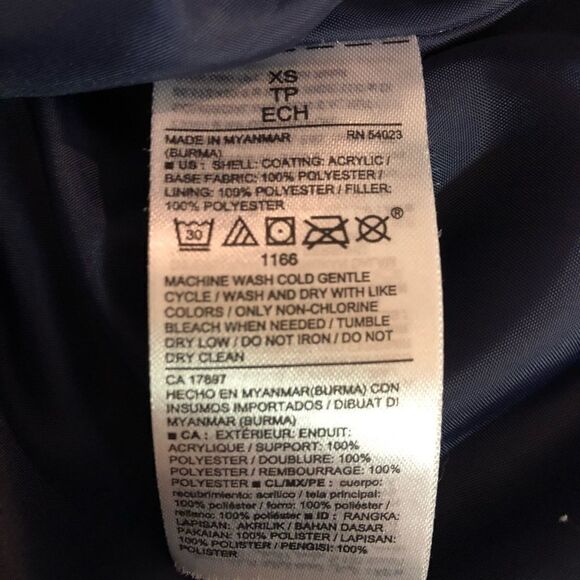 XS
TP
ECH
MADE IN MYANMAR RN 54023
(BURMA)
■ US : SHELL: COATING: ACRYLIC /
BASE FABRIC: 100% POLYESTER /
LINING: 100% POLYESTER / FILLER:
100% POLYESTER
30 ®
1166
MACHINE WASH COLD GENTLE
CYCLE / WASH AND DRY WITH LIKE
COLORS / ONLY NON-CHLORINE
BLEACH WHEN NEEDED / TUMBLE
DRY LOW / DO NOT IRON / DO NOT
DRY CLEAN
CA 17897
HECHO EN MYANMAR(BURMA) CON
INSUMOS IMPORTADOS / DIBUAT DI
MYANMAR (BURMA)
■ CA : EXTÉRIEUR: ENDUIT:
ACRYLIQUE / SUPPORT: 100%
POLYESTER / DOUBLURE: 100%
POLYESTER / REMBOURRAGE: 100%
POLYESTER ■ CL/MX/PE : cuerpo:
recubrimiento: acrílico / tela principal:
100% poliéster / forro: 100% poliéster /
relleno: 100% poliéster ■ ID : RANGKA:
LAPISAN: AKRILIK / BAHAN DASAR
PAKAIAN: 100% POLISTER / LAPISAN:
100% POLISTER / PENGISI: 100%
POLISTER